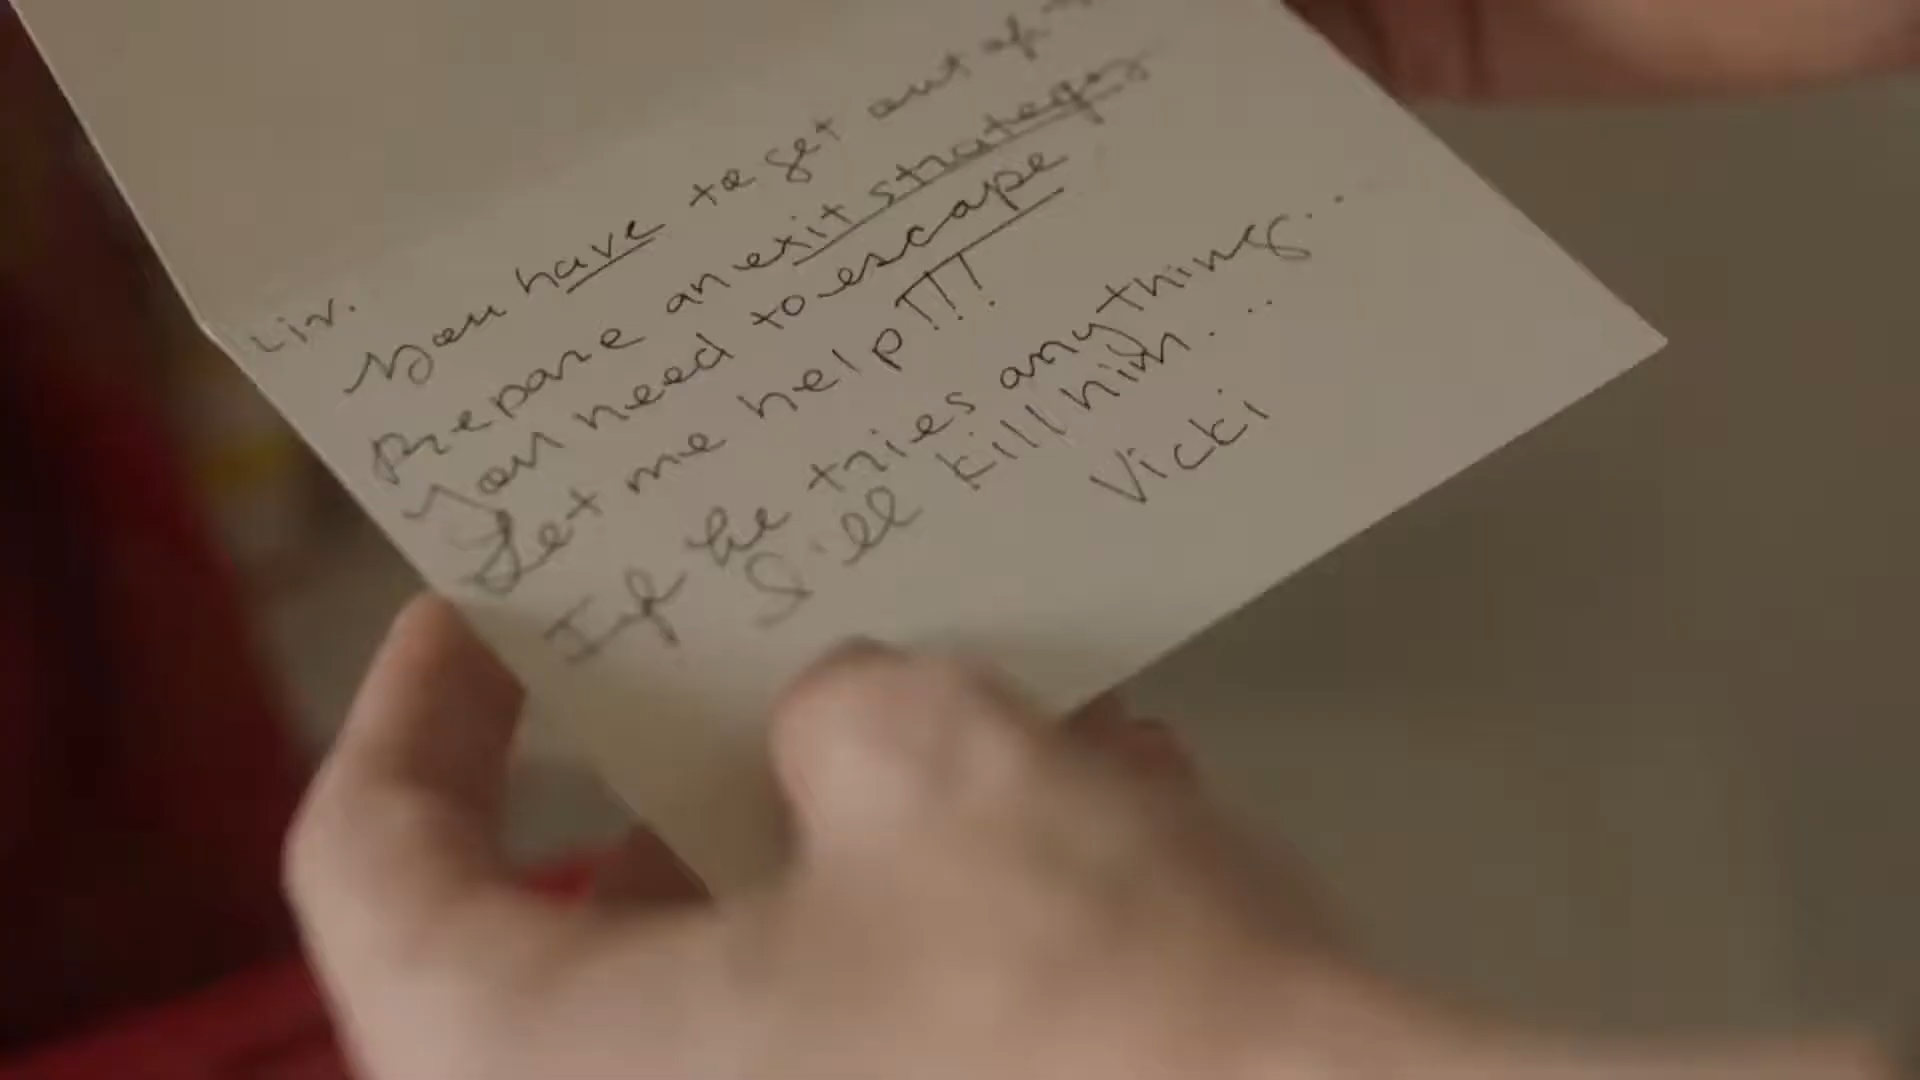 Liv.
You have to get out of
Prepare an exit strategy
You need to escape
Let me help!!!
If he tries anything...
I'll kill him....
Vicki